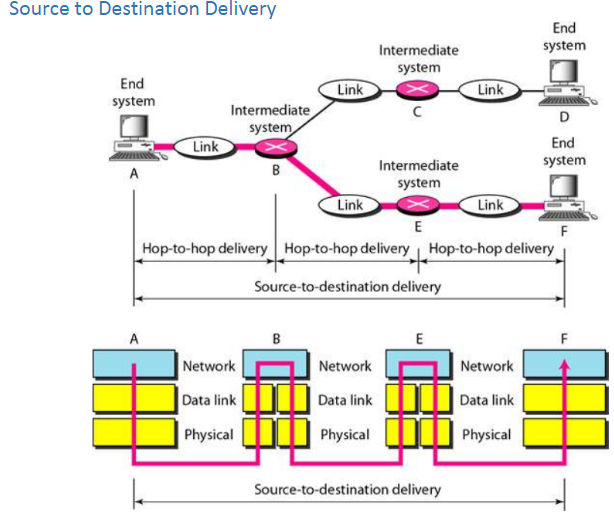 Source to Destination Delivery
End
system
Intermediate
system
Link
Link
C
D
End
system
Intermediate
system
Link
A
B
End
system
Intermediate
system
Link
Link
E
F
Hop-to-hop delivery
Hop-to-hop delivery
Hop-to-hop delivery
Source-to-destination delivery
A
B
E
F
Network
Network
Network
Data link
Data link
Data link
Physical
Physical
Physical
Source-to-destination delivery